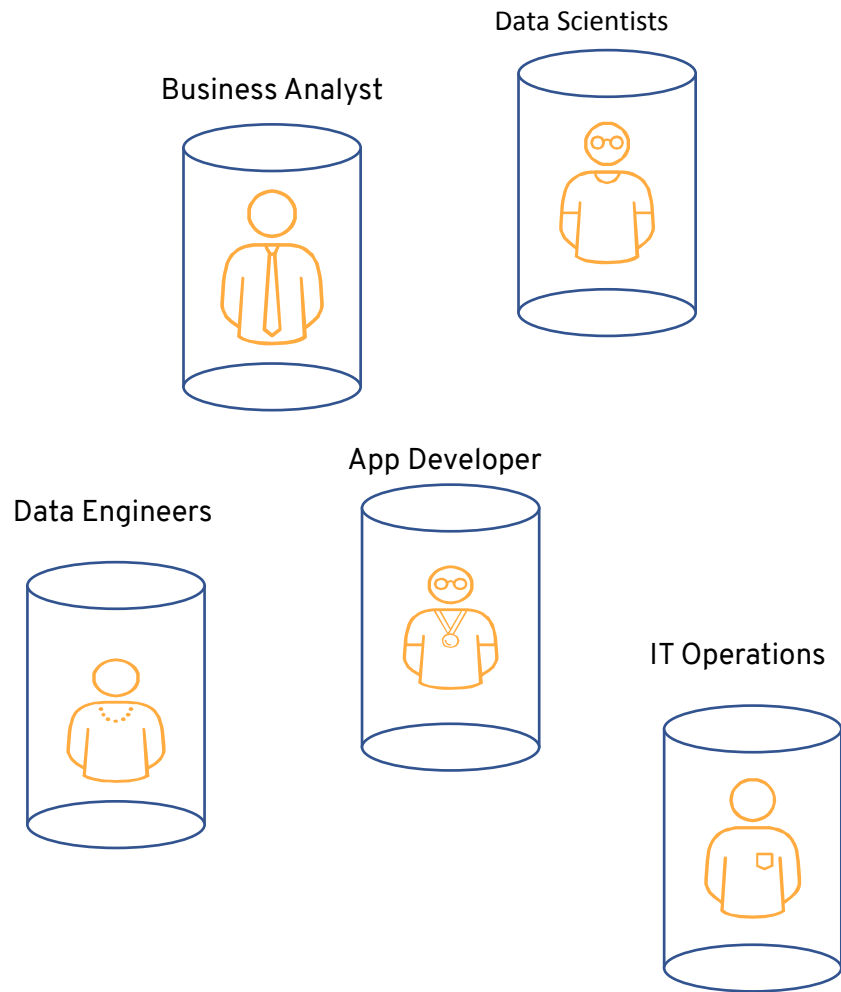 Data Scientists
Business Analyst
App Developer
Data Engineers
IT Operations